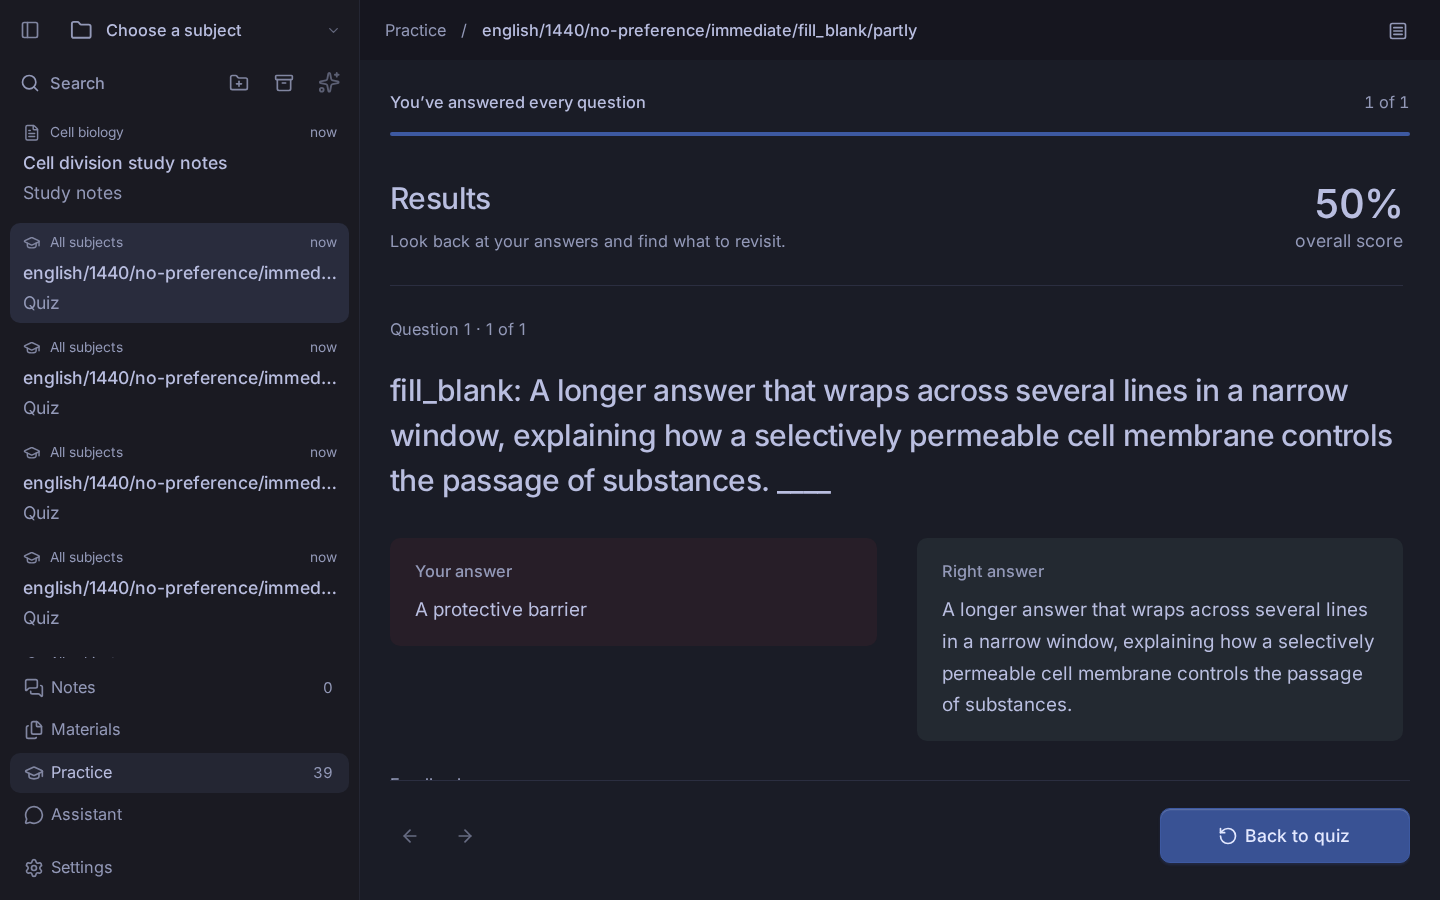 Choose a subject
Search
Cell biology now
Cell division study notes
Study notes
All subjects now
english/1440/no-preference/immed...
Quiz
All subjects now
english/1440/no-preference/immed...
Quiz
All subjects now
english/1440/no-preference/immed...
Quiz
All subjects now
english/1440/no-preference/immed...
Quiz
Notes 0
Materials
Practice 39
Assistant
Settings
Practice / english/1440/no-preference/immediate/fill_blank/partly
You’ve answered every question 1 of 1
Results 50%
Look back at your answers and find what to revisit. overall score
Question 1 · 1 of 1
fill_blank: A longer answer that wraps across several lines in a narrow
window, explaining how a selectively permeable cell membrane controls
the passage of substances. ____
Your answer
A protective barrier
Right answer
A longer answer that wraps across several lines
in a narrow window, explaining how a selectively
permeable cell membrane controls the passage
of substances.
Back to quiz